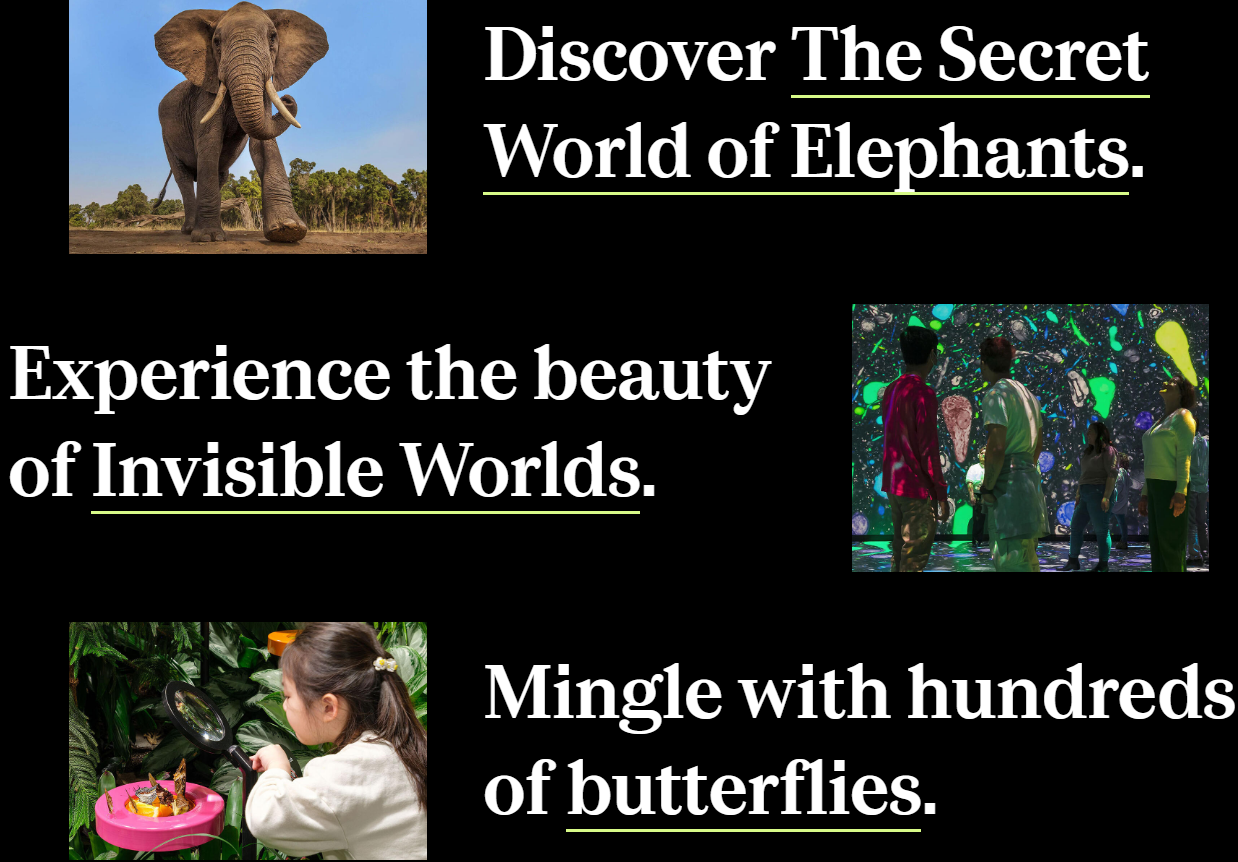 Discover The Secret
World of Elephants.
Experience the beauty
of Invisible Worlds.
Mingle with hundreds
of butterflies.